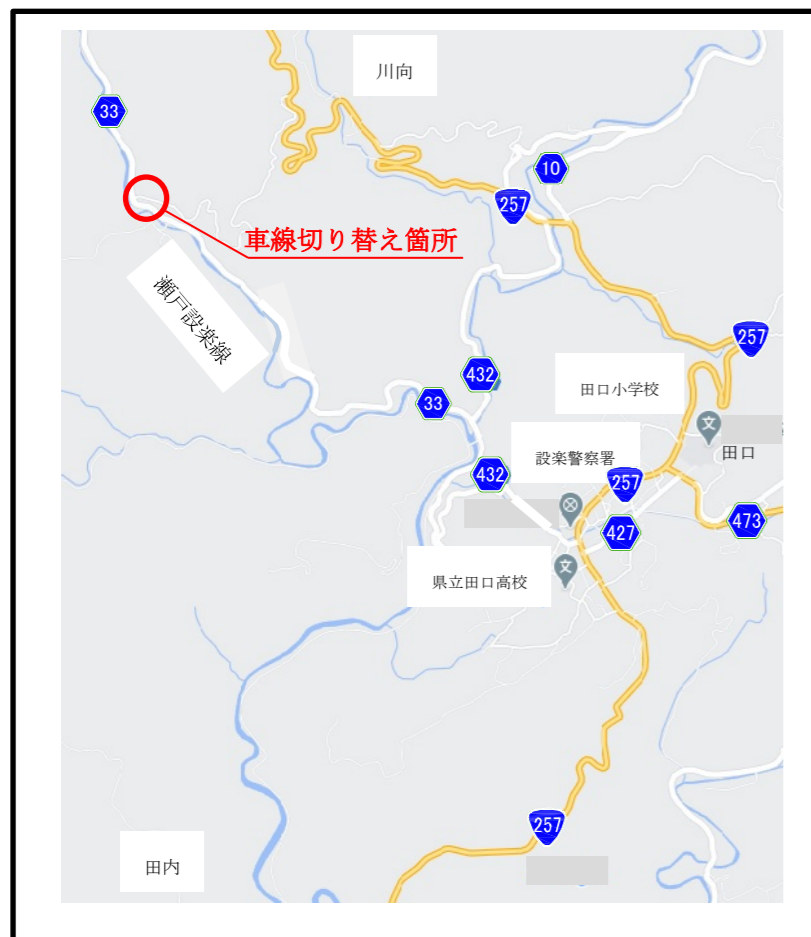 川向
33
10
257
車線切り替え箇所
瀬戸設楽線
257
432
田口小学校
33
田口
設楽警察署
432
257
473
427
県立田口高校
257
田内